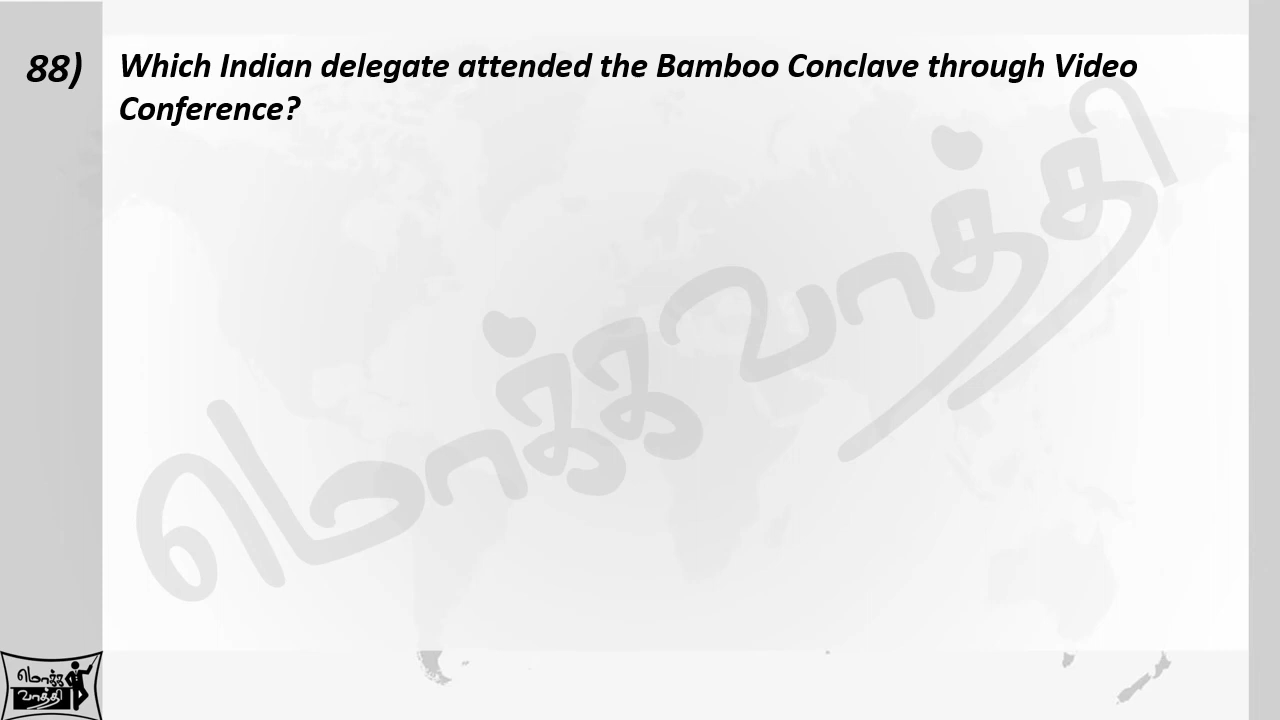 88) Which Indian delegate attended the Bamboo Conclave through Video
Conference?
மொக்க வாத்தி
மொக்க
வாத்தி